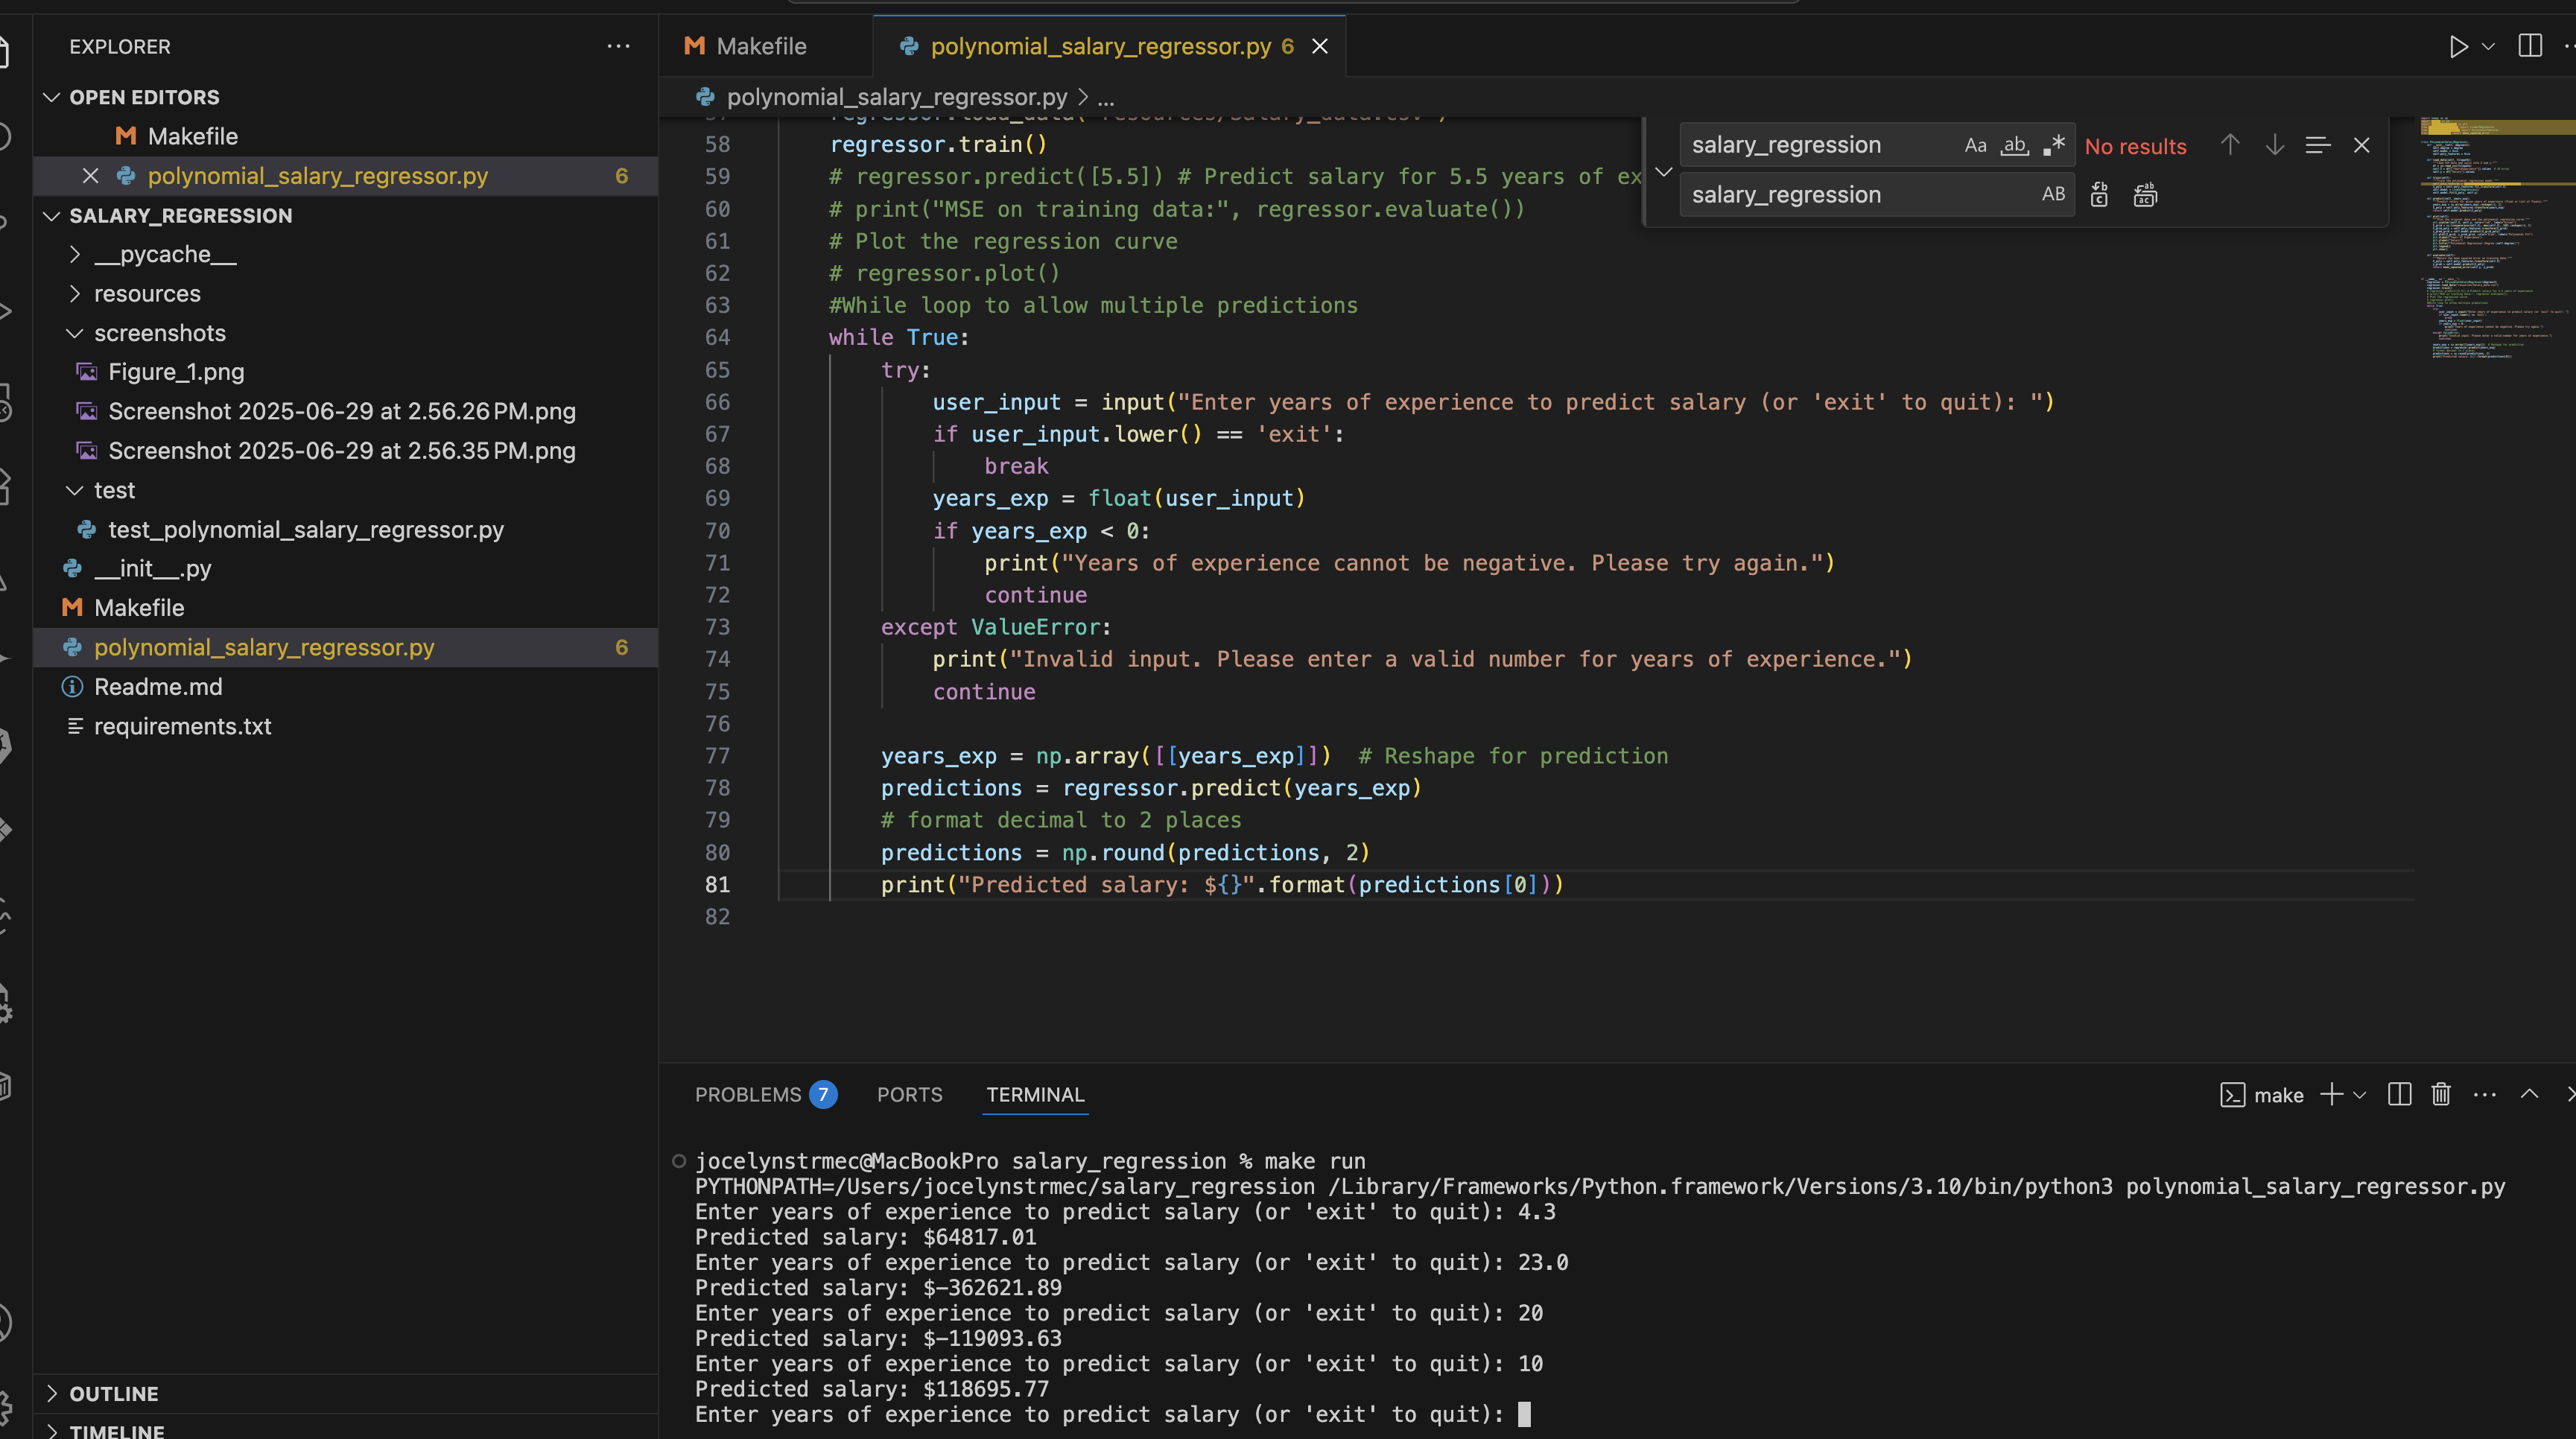 EXPLORER
OPEN EDITORS
Makefile
polynomial_salary_regressor.py 6
SALARY_REGRESSION
__pycache__
resources
screenshots
Figure_1.png
Screenshot 2025-06-29 at 2.56.26 PM.png
Screenshot 2025-06-29 at 2.56.35 PM.png
test
test_polynomial_salary_regressor.py
__init__.py
Makefile
polynomial_salary_regressor.py 6
Readme.md
requirements.txt
OUTLINE
TIMELINE
Makefile
polynomial_salary_regressor.py 6
polynomial_salary_regressor.py > ...
salary_regression Aa ab No results
salary_regression AB
58 regressor.train()
59 # regressor.predict([5.5]) # Predict salary for 5.5 years of ex
60 # print("MSE on training data:", regressor.evaluate())
61 # Plot the regression curve
62 # regressor.plot()
63 #While loop to allow multiple predictions
64 while True:
65 try:
66 user_input = input("Enter years of experience to predict salary (or 'exit' to quit): ")
67 if user_input.lower() == 'exit':
68 break
69 years_exp = float(user_input)
70 if years_exp < 0:
71 print("Years of experience cannot be negative. Please try again.")
72 continue
73 except ValueError:
74 print("Invalid input. Please enter a valid number for years of experience.")
75 continue
76
77 years_exp = np.array([[years_exp]])  # Reshape for prediction
78 predictions = regressor.predict(years_exp)
79 # format decimal to 2 places
80 predictions = np.round(predictions, 2)
81 print("Predicted salary: ${}".format(predictions[0]))
82
PROBLEMS 7 PORTS TERMINAL
make
jocelynstrmec@MacBookPro salary_regression % make run
PYTHONPATH=/Users/jocelynstrmec/salary_regression /Library/Frameworks/Python.framework/Versions/3.10/bin/python3 polynomial_salary_regressor.py
Enter years of experience to predict salary (or 'exit' to quit): 4.3
Predicted salary: $64817.01
Enter years of experience to predict salary (or 'exit' to quit): 23.0
Predicted salary: $-362621.89
Enter years of experience to predict salary (or 'exit' to quit): 20
Predicted salary: $-119093.63
Enter years of experience to predict salary (or 'exit' to quit): 10
Predicted salary: $118695.77
Enter years of experience to predict salary (or 'exit' to quit):